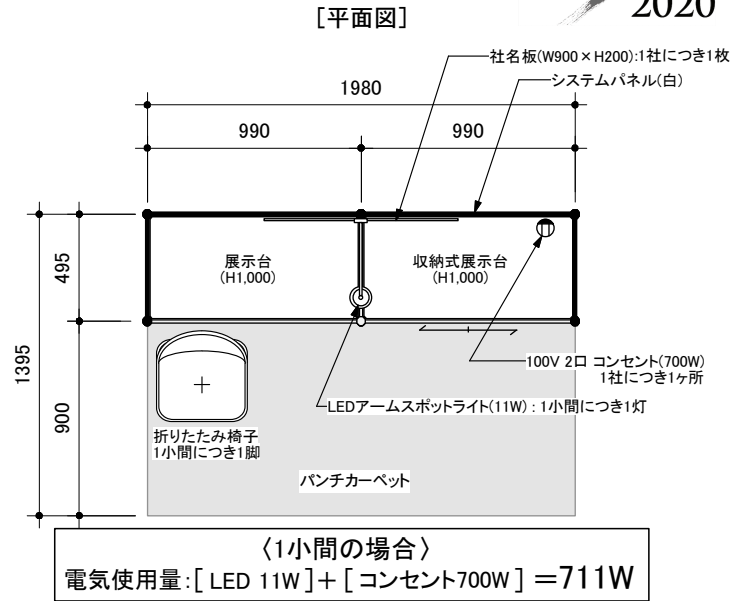 2020
[平面図]
社名板(W900×H200):1社につき1枚
システムパネル(白)
1980
990
990
1395
495
900
展示台
(H1,000)
収納式展示台
(H1,000)
100V 2口 コンセント(700W)
1社につき1ヶ所
LEDアームスポットライト(11W) : 1小間につき1灯
折りたたみ椅子
1小間につき1脚
パンチカーペット
〈1小間の場合〉
電気使用量:[ LED 11W ]+[ コンセント700W ] =711W